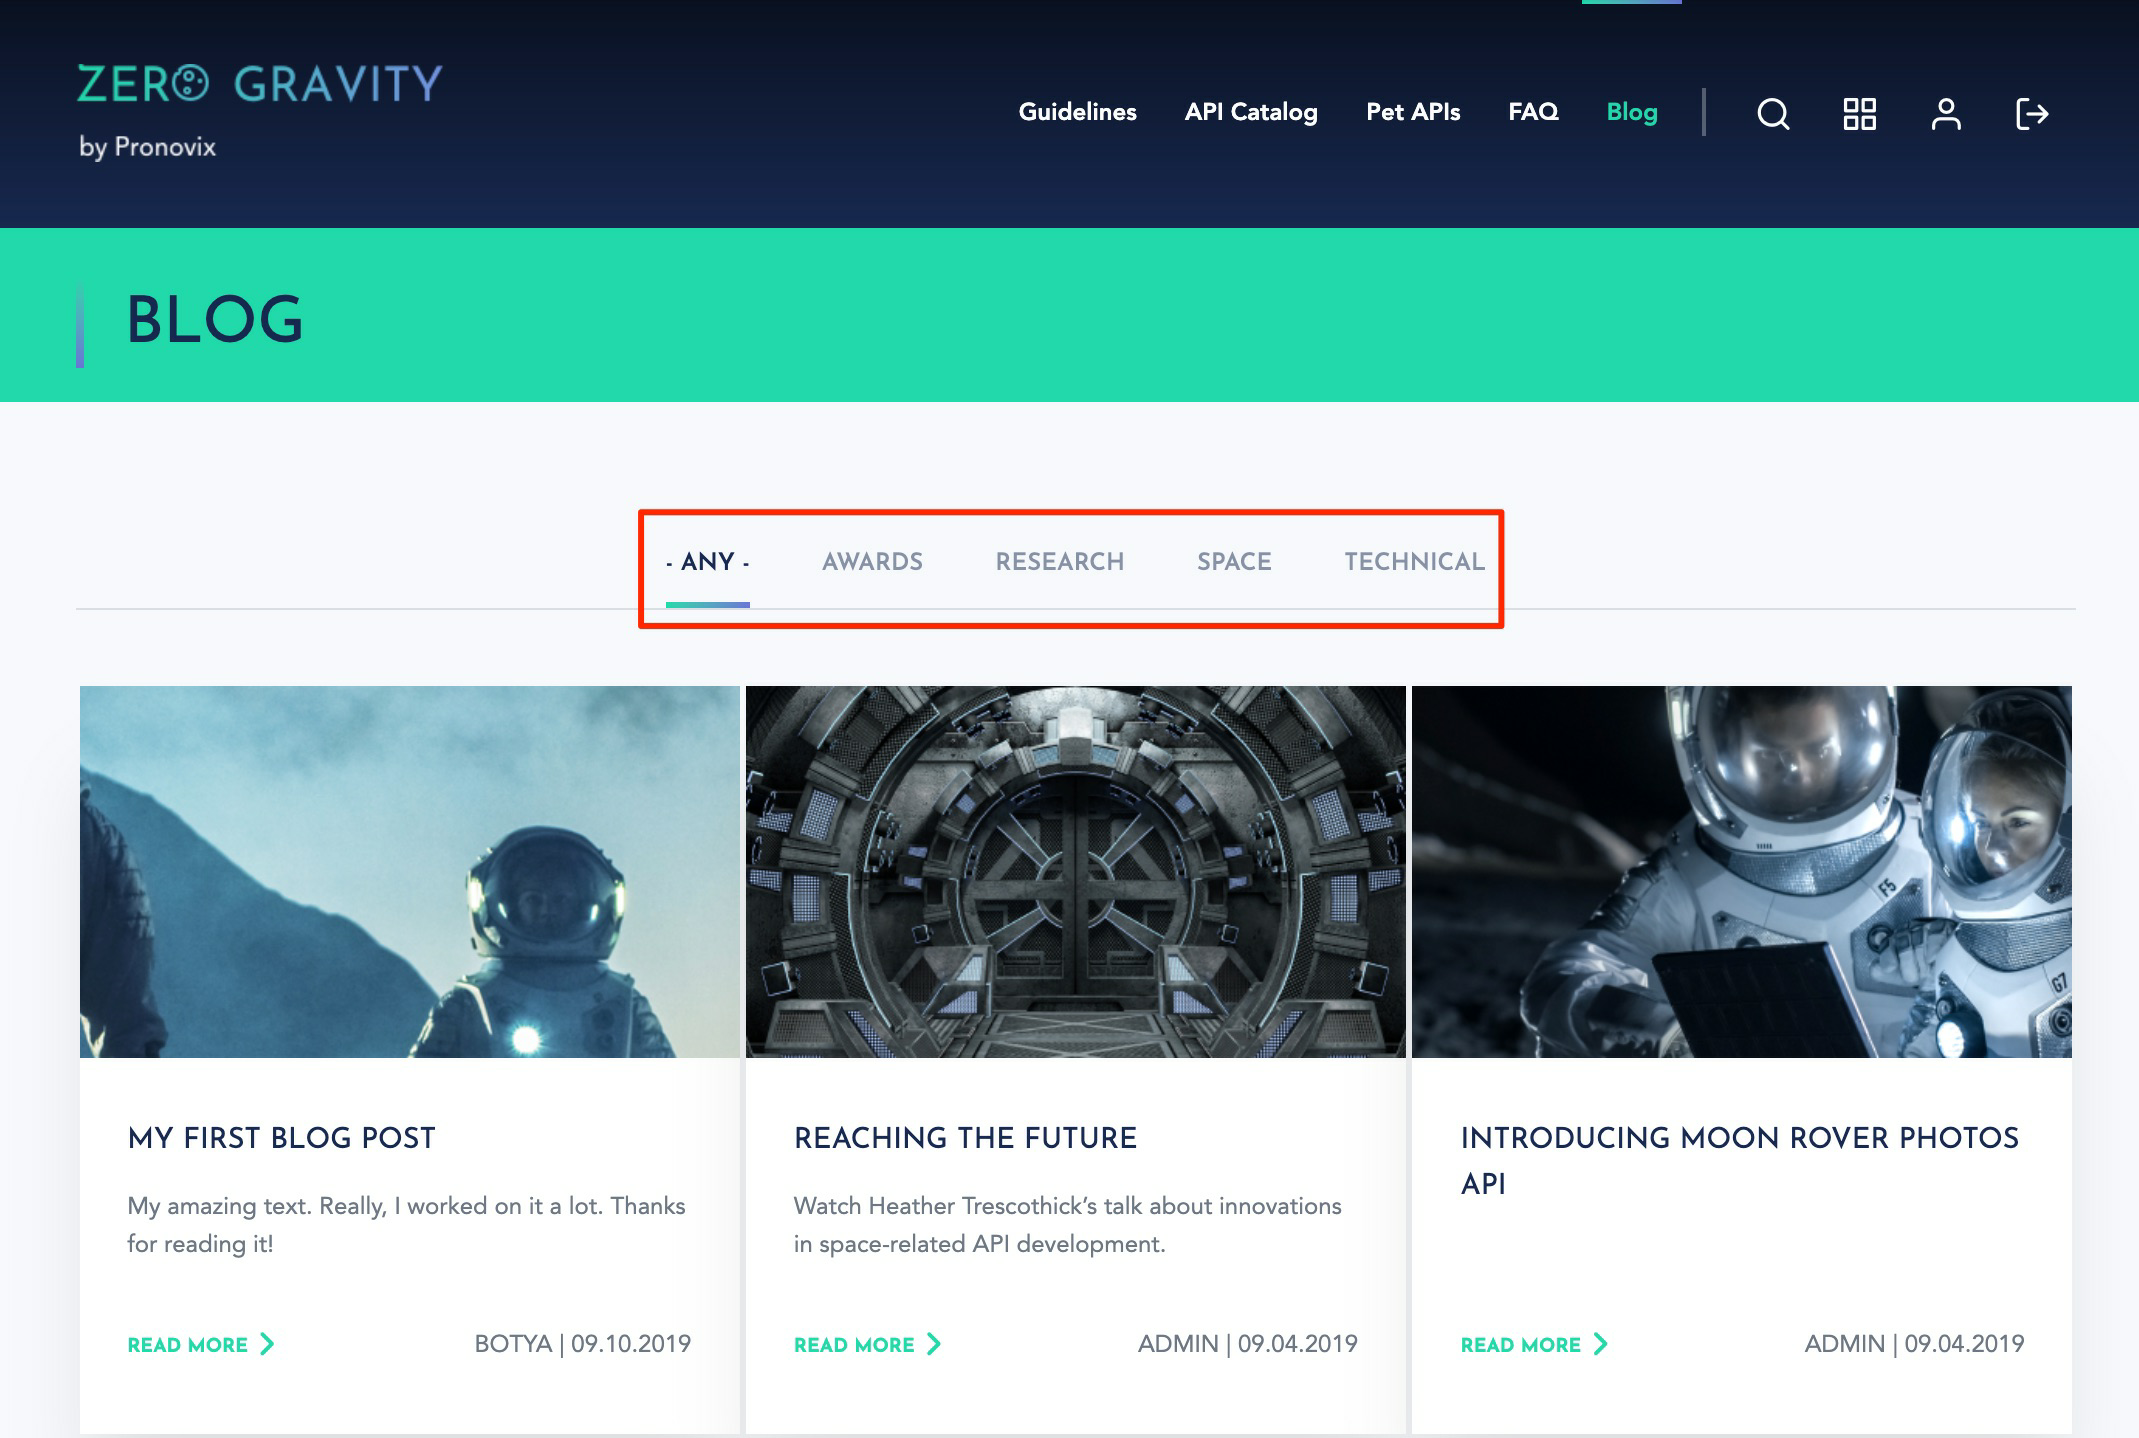 ZERO GRAVITY
by Pronovix
Guidelines API Catalog Pet APIs FAQ Blog
BLOG
- ANY - AWARDS RESEARCH SPACE TECHNICAL
F5
G7
MY FIRST BLOG POST
My amazing text. Really, I worked on it a lot. Thanks
for reading it!
READ MORE
BOTYA | 09.10.2019
REACHING THE FUTURE
Watch Heather Trescothick’s talk about innovations
in space-related API development.
READ MORE
ADMIN | 09.04.2019
INTRODUCING MOON ROVER PHOTOS
API
READ MORE
ADMIN | 09.04.2019